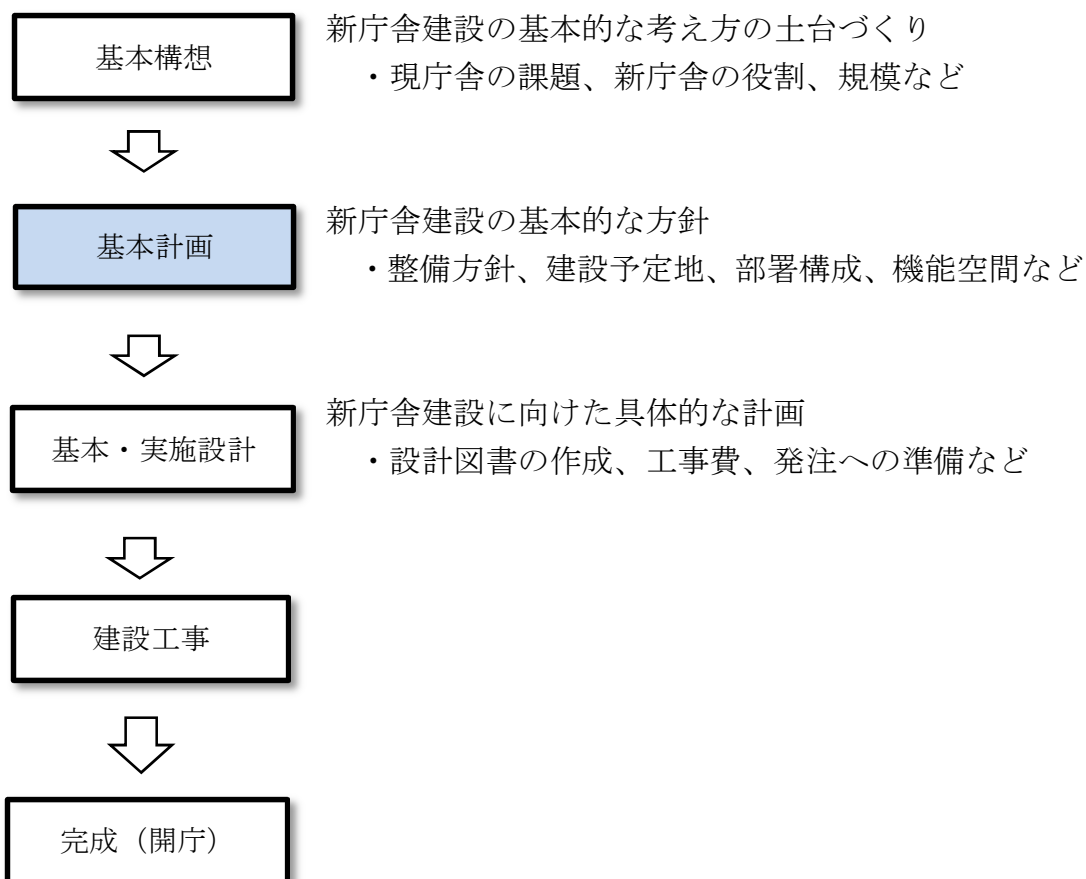 基本構想
新庁舎建設の基本的な考え方の土台づくり
・現庁舎の課題、新庁舎の役割、規模など
基本計画
新庁舎建設の基本的な方針
・整備方針、建設予定地、部署構成、機能空間など
基本・実施設計
新庁舎建設に向けた具体的な計画
・設計図書の作成、工事費、発注への準備など
建設工事
完成（開庁）